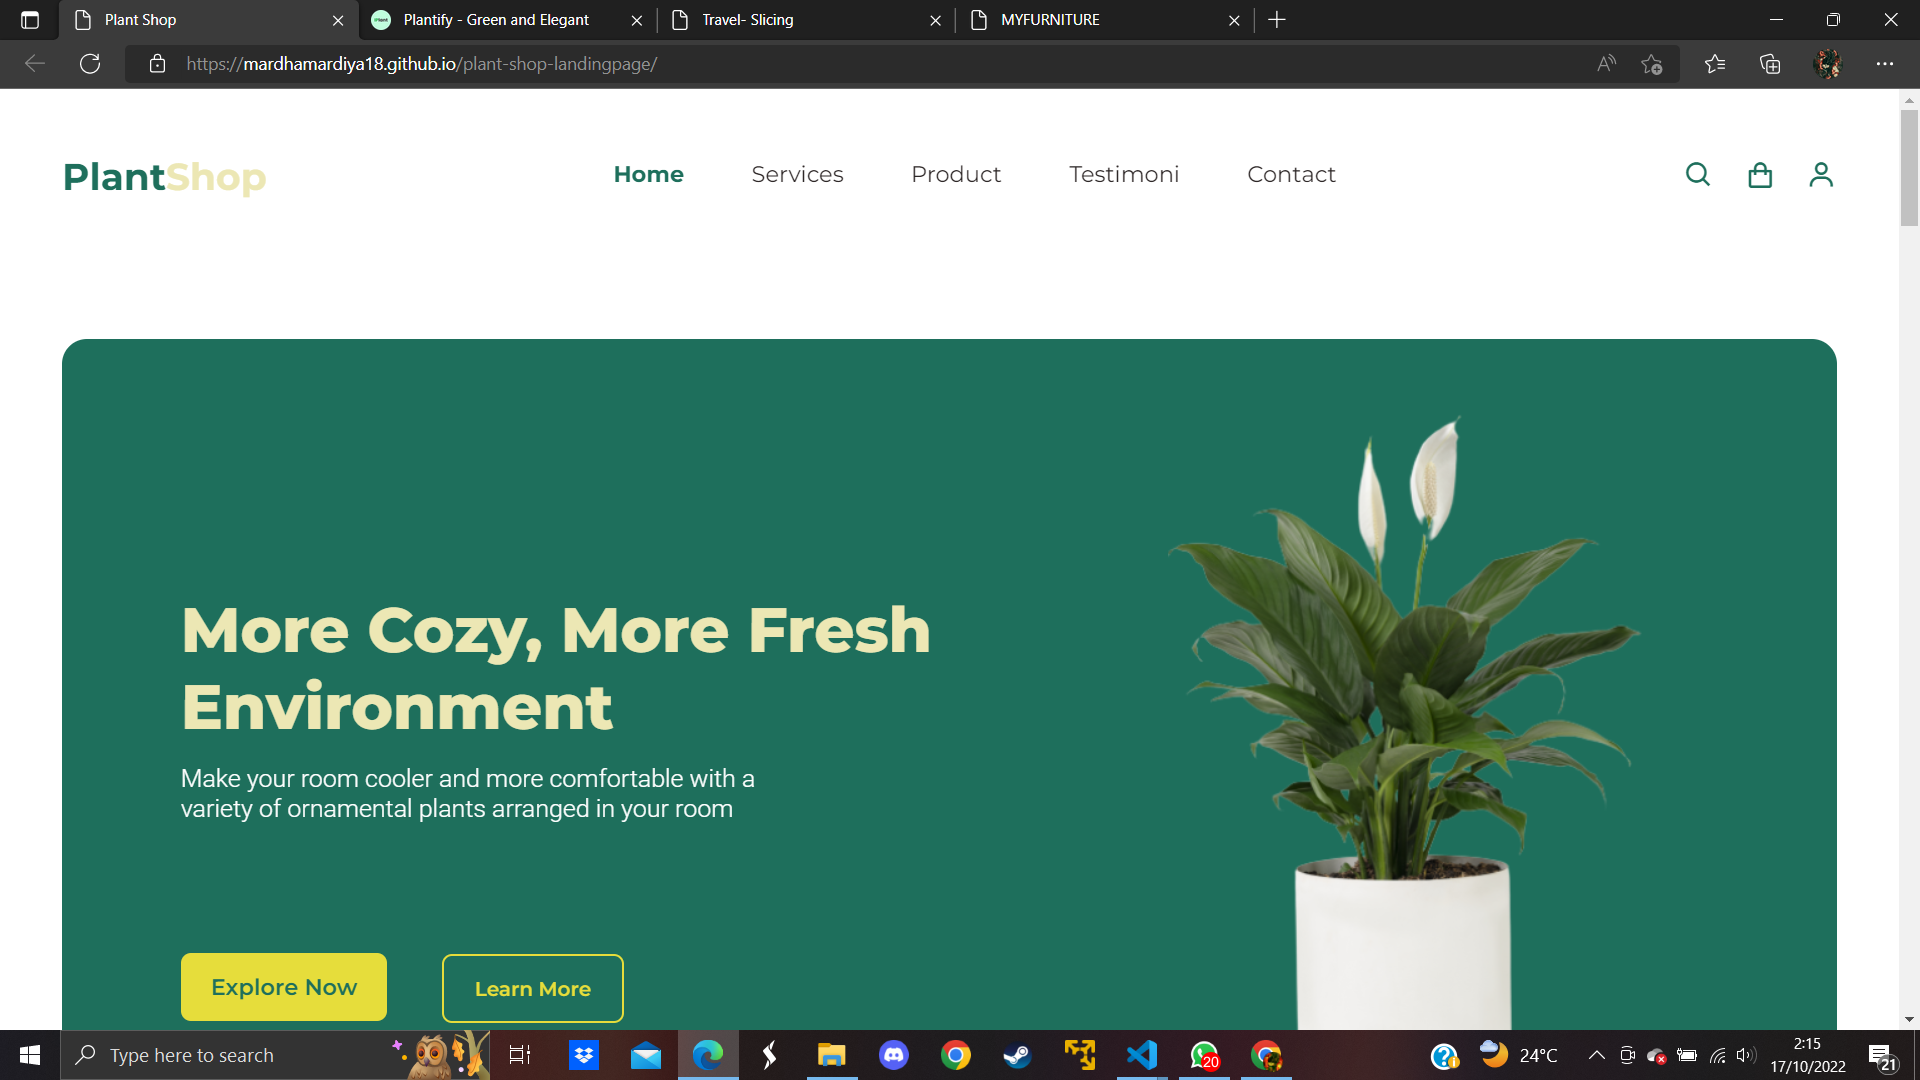 Plant Shop
Plantify - Green and Elegant
Travel- Slicing
MYFURNITURE
https://mardhamardiya18.github.io/plant-shop-landingpage/
PlantShop
Home
Services
Product
Testimoni
Contact
More Cozy, More Fresh
Environment
Make your room cooler and more comfortable with a
variety of ornamental plants arranged in your room
Explore Now
Learn More
Type here to search
20
24°C
2:15
17/10/2022
21